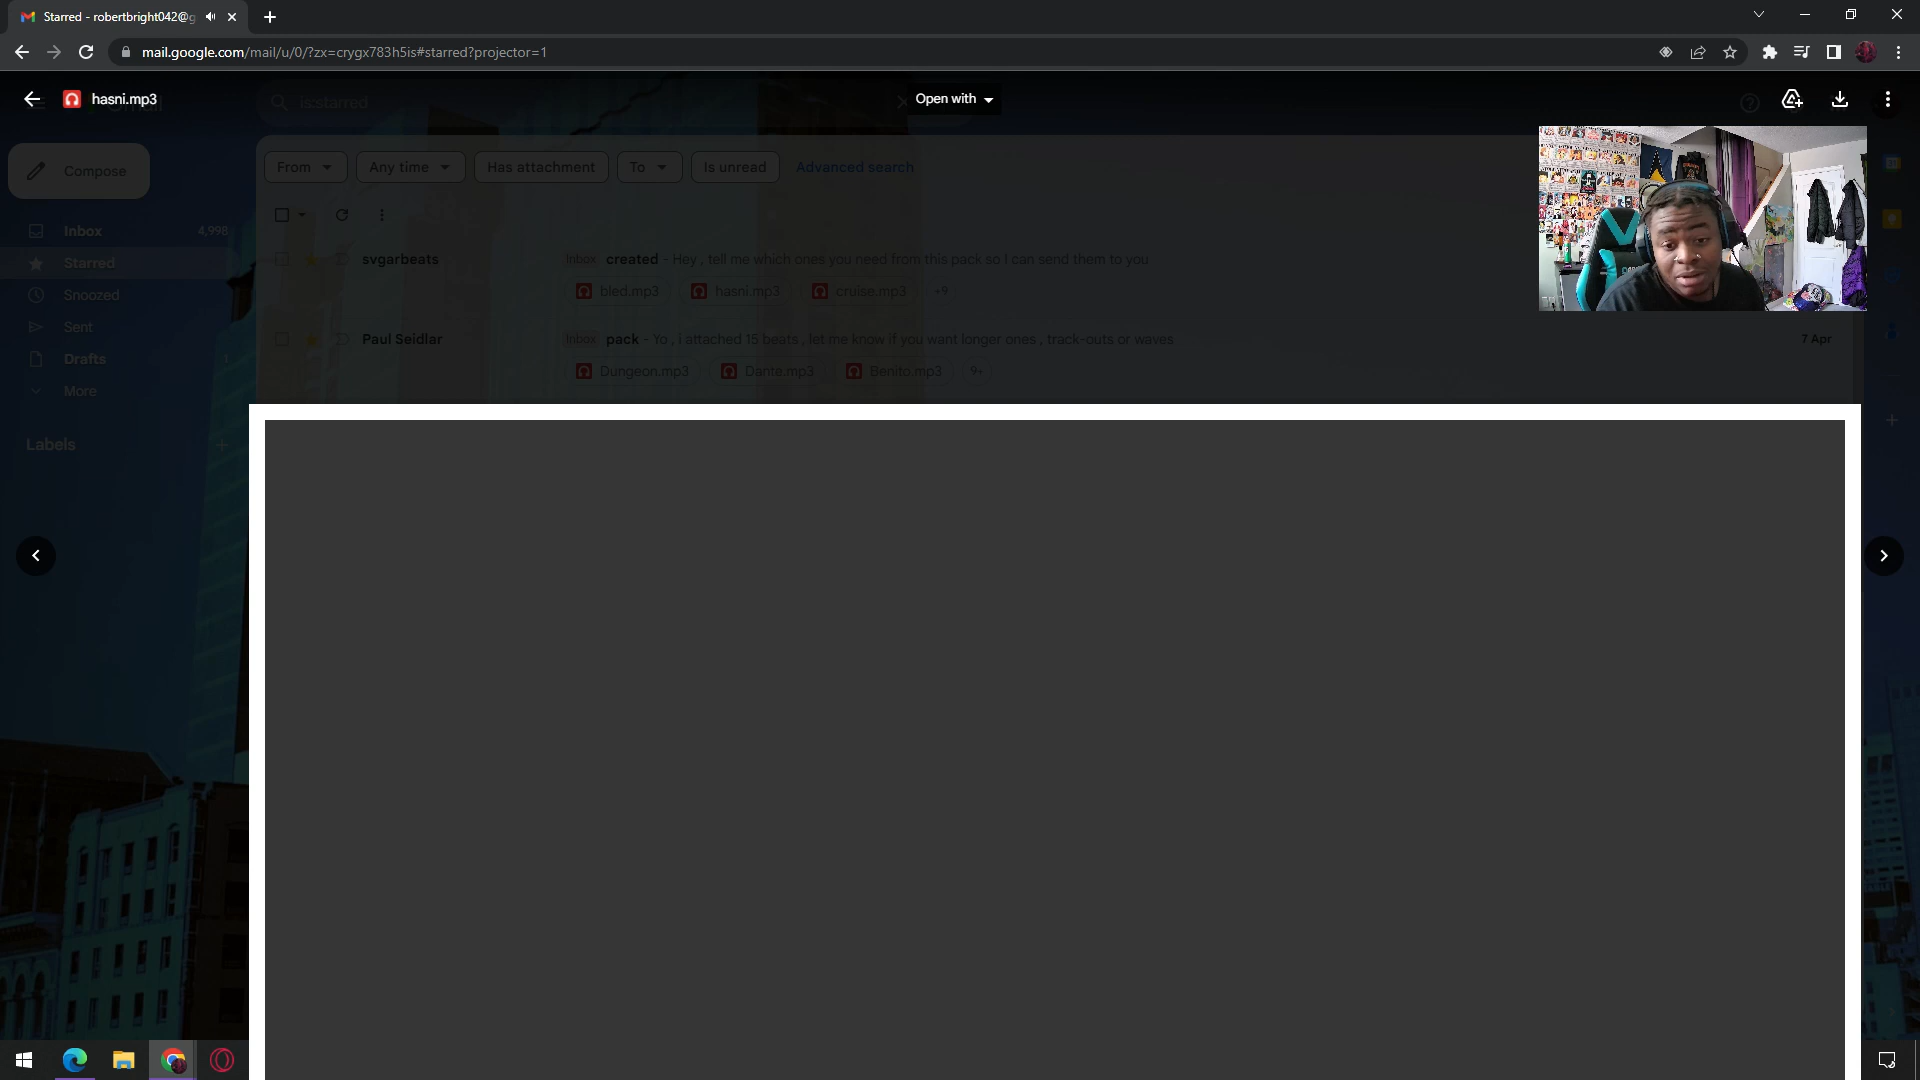 Starred - robertbright042@g
mail.google.com/mail/u/0/?zx=crygx783h5is#starred?projector=1
hasni.mp3
is:starred
Open with
Compose
From
Any time
Has attachment
To
Is unread
Advanced search
Inbox 4,998
Starred
Snoozed
Sent
Drafts 1
More
Labels
svgarbeats
Inbox created - Hey , tell me which ones you need from this pack so I can send them to you
bled.mp3
hasni.mp3
cruise.mp3
+9
Paul Seidlar
Inbox pack - Yo , i attached 15 beats , let me know if you want longer ones , track-outs or waves
7 Apr
Dungeon.mp3
Dante.mp3
Benito.mp3
9+